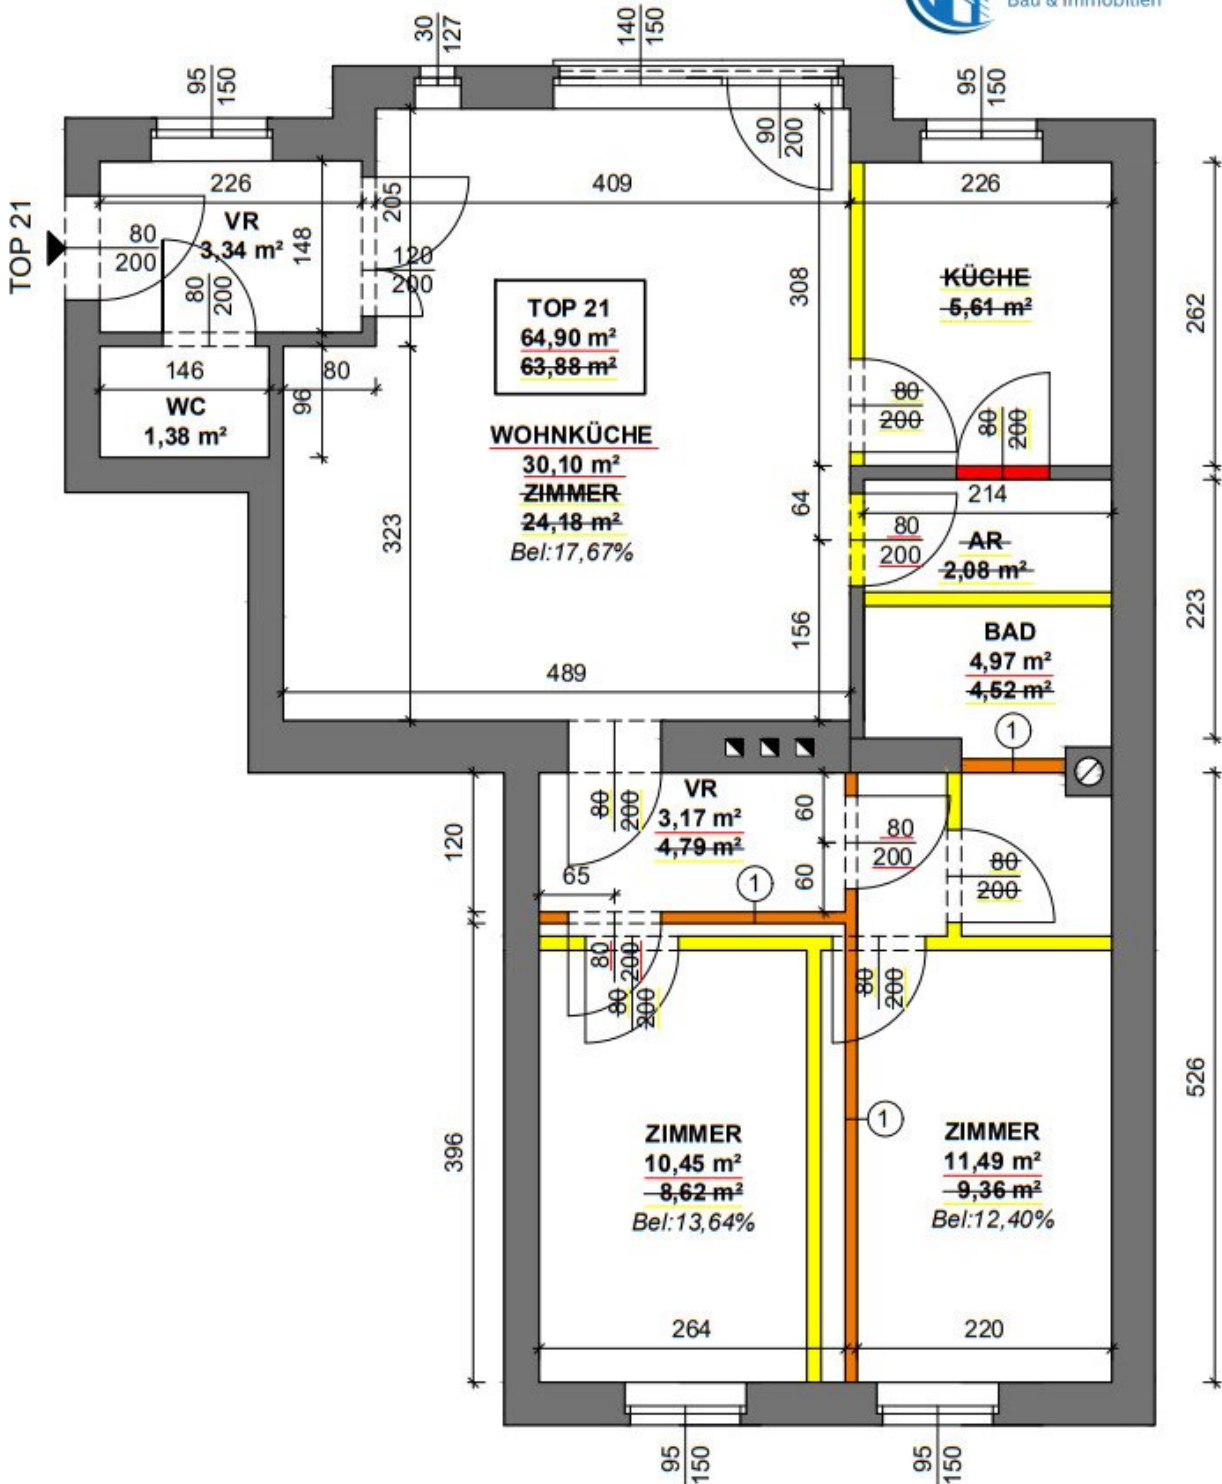 Bau & Immobilien
30
127
140
150
95
150
95
150
90
200
TOP 21
226
409
226
VR
3,34 m²
205
148
80
200
80
200
120
200
308
262
TOP 21
64,90 m²
63,88 m²
KÜCHE
5,61 m²
146
80
96
WC
1,38 m²
80
200
80
200
WOHNKÜCHE
30,10 m²
ZIMMER
24,18 m²
Bel:17,67%
323
64
214
80
200
AR
2,08 m²
223
156
BAD
4,97 m²
4,52 m²
489
1
80
200
VR
3,17 m²
4,79 m²
60
60
80
200
80
200
120
65
1
80
200
80
200
80
200
396
526
1
ZIMMER
10,45 m²
8,62 m²
Bel:13,64%
ZIMMER
11,49 m²
9,36 m²
Bel:12,40%
264
220
95
150
95
150